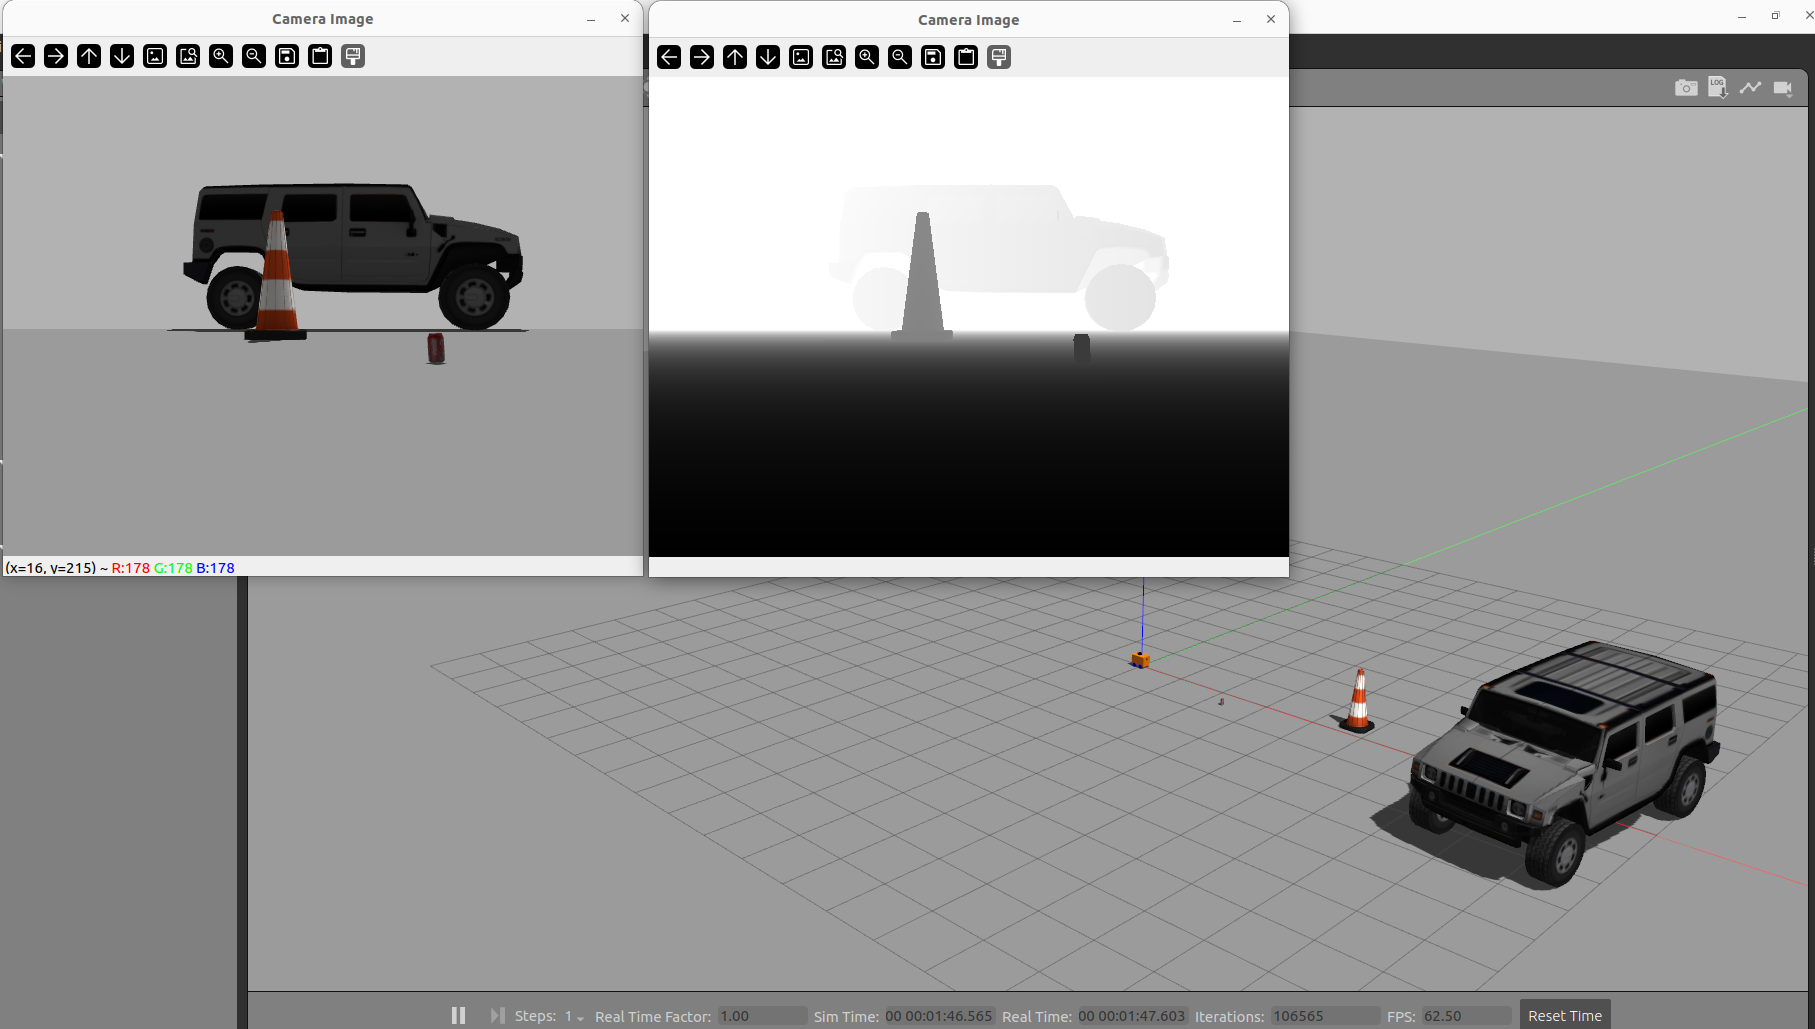 Camera Image
Camera Image
LOG
(x=16, y=215) ~ R:178 G:178 B:178
Steps: 1 Real Time Factor: 1.00 Sim Time: 00 00:01:46.565 Real Time: 00 00:01:47.603 Iterations: 106565 FPS: 62.50 Reset Time